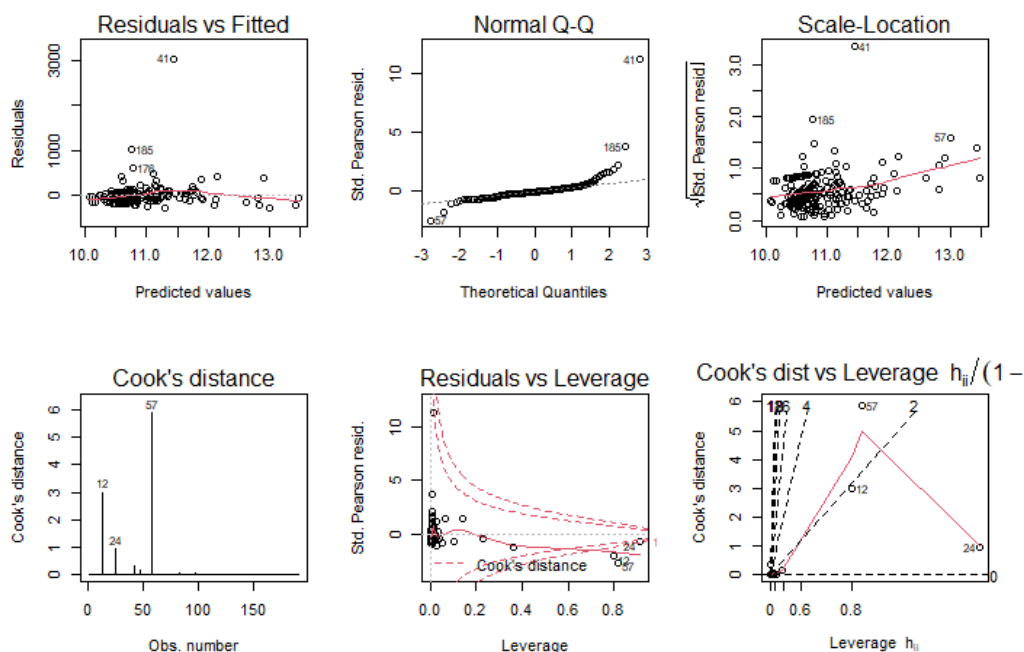 Residuals vs Fitted
Residuals
3000
1000
0
41
185
178
10.0 11.0 12.0 13.0
Predicted values
Normal Q-Q
Std. Pearson resid.
10
5
0
41
185
57
-3 -2 -1 0 1 2 3
Theoretical Quantiles
Scale-Location
√|Std. Pearson resid.|
3.0
2.0
1.0
0.0
41
185
57
10.0 11.0 12.0 13.0
Predicted values
Cook's distance
Cook's distance
6
5
4
3
2
1
0
12
24
57
0 50 100 150
Obs. number
Residuals vs Leverage
Std. Pearson resid.
10
5
0
24
12
57
1
Cook's distance
0.0 0.2 0.4 0.6 0.8
Leverage
Cook's dist vs Leverage hᵢᵢ/(1 −
Cook's distance
6
5
4
3
2
1
0
4
2
57
12
24
0
0 0.6 0.8
Leverage hᵢᵢ